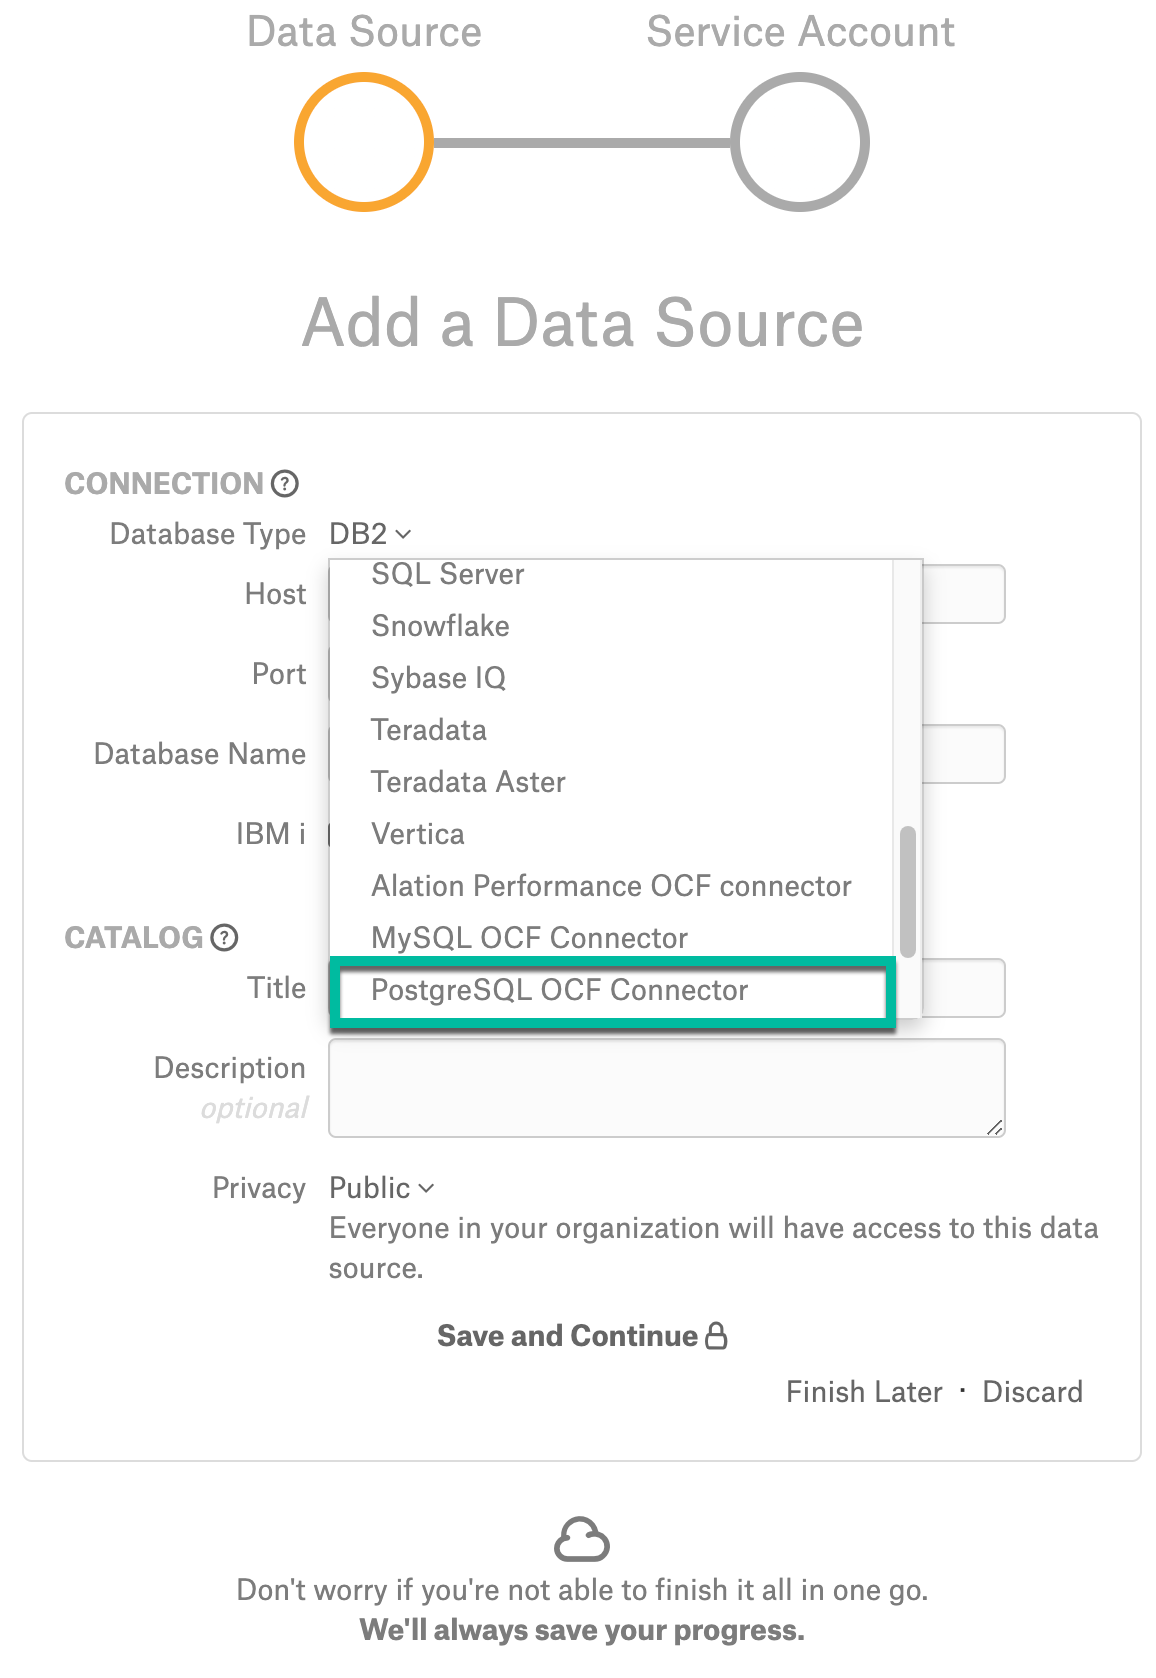 Data Source
Service Account
Add a Data Source
CONNECTION ?
Database Type DB2
Host
SQL Server
Snowflake
Port
Sybase IQ
Teradata
Database Name
Teradata Aster
IBM i
Vertica
Alation Performance OCF connector
CATALOG ?
MySQL OCF Connector
Title
PostgreSQL OCF Connector
Description
optional
Privacy Public
Everyone in your organization will have access to this data
source.
Save and Continue
Finish Later · Discard
Don't worry if you're not able to finish it all in one go.
We'll always save your progress.